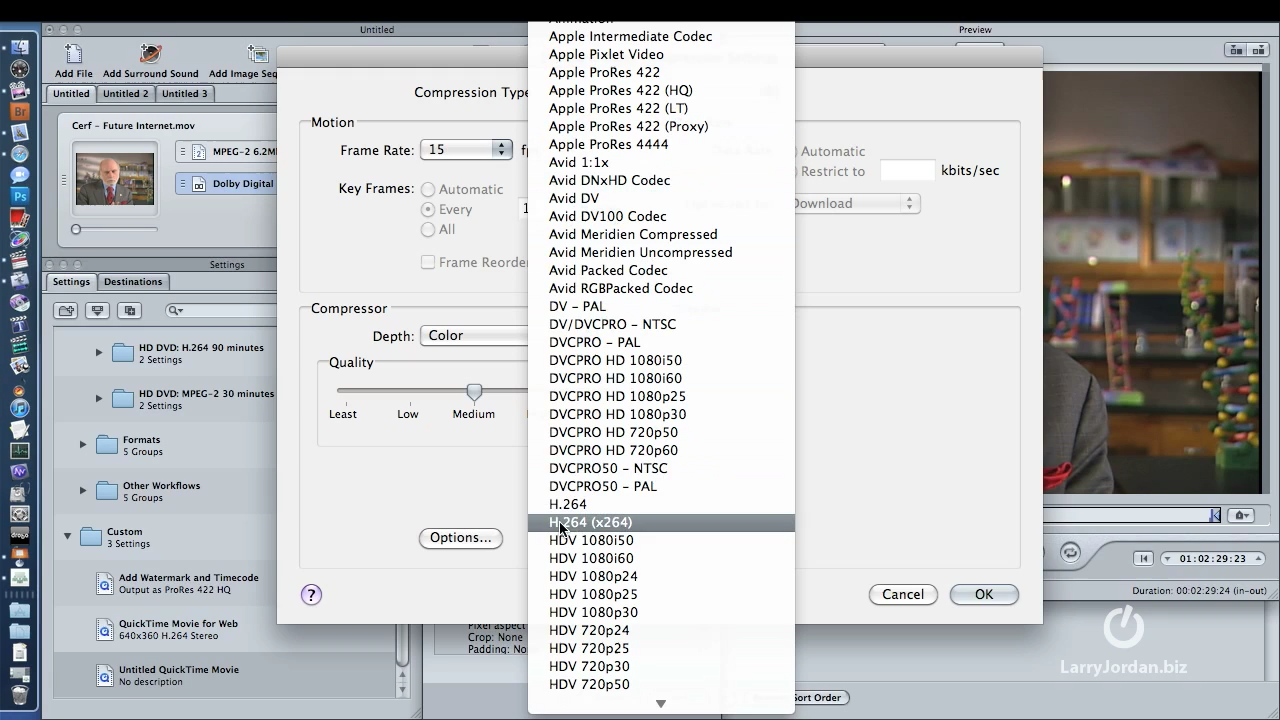 Untitled
Preview
Add File
Add Surround Sound
Add Image Seq
Untitled
Untitled 2
Untitled 3
Cerf - Future Internet.mov
MPEG-2 6.2M
Dolby Digital
Settings
Settings
Destinations
HD DVD: H.264 90 minutes
2 Settings
HD DVD: MPEG-2 30 minutes
2 Settings
Formats
5 Groups
Other Workflows
5 Groups
Custom
3 Settings
Add Watermark and Timecode
Output as ProRes 422 HQ
QuickTime Movie for Web
640x360 H.264 Stereo
Untitled QuickTime Movie
No description
Compression Type
Motion
Frame Rate: 15
Key Frames: Automatic
Every
All
Frame Reorder
Automatic
Restrict to kbits/sec
Download
Compressor
Depth: Color
Quality
Least Low Medium
Options...
?
Cancel
OK
Animation
Apple Intermediate Codec
Apple Pixlet Video
Apple ProRes 422
Apple ProRes 422 (HQ)
Apple ProRes 422 (LT)
Apple ProRes 422 (Proxy)
Apple ProRes 4444
Avid 1:1x
Avid DNxHD Codec
Avid DV
Avid DV100 Codec
Avid Meridien Compressed
Avid Meridien Uncompressed
Avid Packed Codec
Avid RGBPacked Codec
DV - PAL
DV/DVCPRO - NTSC
DVCPRO - PAL
DVCPRO HD 1080i50
DVCPRO HD 1080i60
DVCPRO HD 1080p25
DVCPRO HD 1080p30
DVCPRO HD 720p50
DVCPRO HD 720p60
DVCPRO50 - NTSC
DVCPRO50 - PAL
H.264
H.264 (x264)
HDV 1080i50
HDV 1080i60
HDV 1080p24
HDV 1080p25
HDV 1080p30
HDV 720p24
HDV 720p25
HDV 720p30
HDV 720p50
01:02:29:23
Duration: 00:02:29:24 (in-out)
Pixel aspect
Crop: None
Padding: None
Sort Order
LarryJordan.biz
Br
Ps